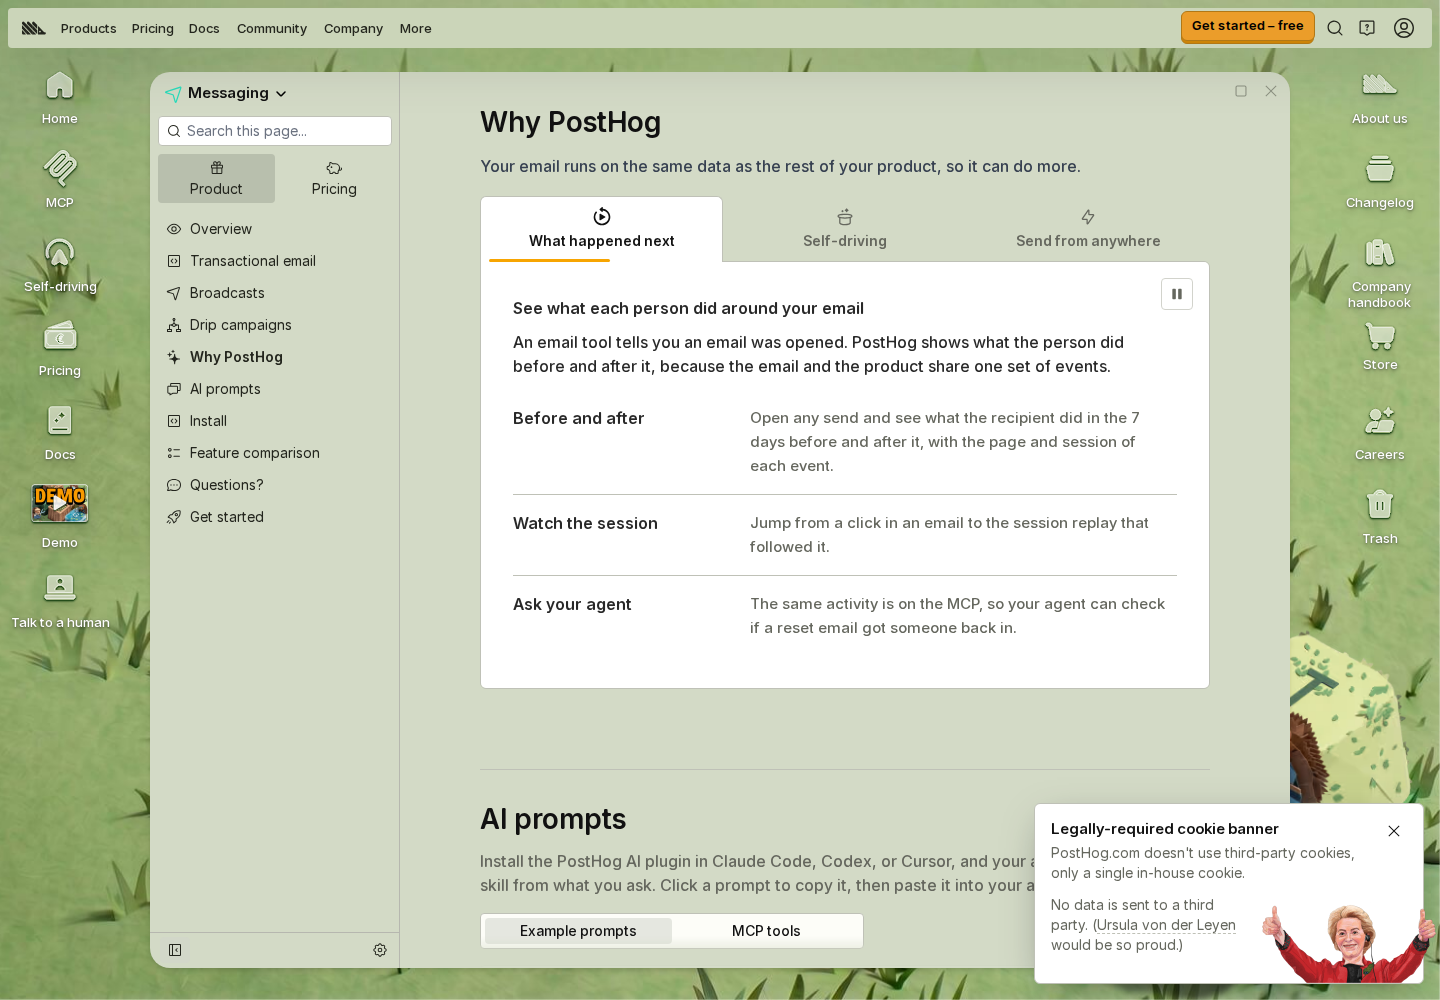 Products Pricing Docs Community Company More
Get started – free
Home
MCP
Self-driving
Pricing
Docs
DEMO
Demo
Talk to a human
Messaging
Search this page...
Product Pricing
Overview
Transactional email
Broadcasts
Drip campaigns
Why PostHog
AI prompts
Install
Feature comparison
Questions?
Get started
Why PostHog
Your email runs on the same data as the rest of your product, so it can do more.
What happened next Self-driving Send from anywhere
See what each person did around your email
An email tool tells you an email was opened. PostHog shows what the person did
before and after it, because the email and the product share one set of events.
Before and after
Open any send and see what the recipient did in the 7
days before and after it, with the page and session of
each event.
Watch the session
Jump from a click in an email to the session replay that
followed it.
Ask your agent
The same activity is on the MCP, so your agent can check
if a reset email got someone back in.
AI prompts
Install the PostHog AI plugin in Claude Code, Codex, or Cursor, and your
skill from what you ask. Click a prompt to copy it, then paste it into your
Example prompts MCP tools
About us
Changelog
Company
handbook
Store
Careers
Trash
Legally-required cookie banner
PostHog.com doesn't use third-party cookies,
only a single in-house cookie.
No data is sent to a third
party. (Ursula von der Leyen
would be so proud.)